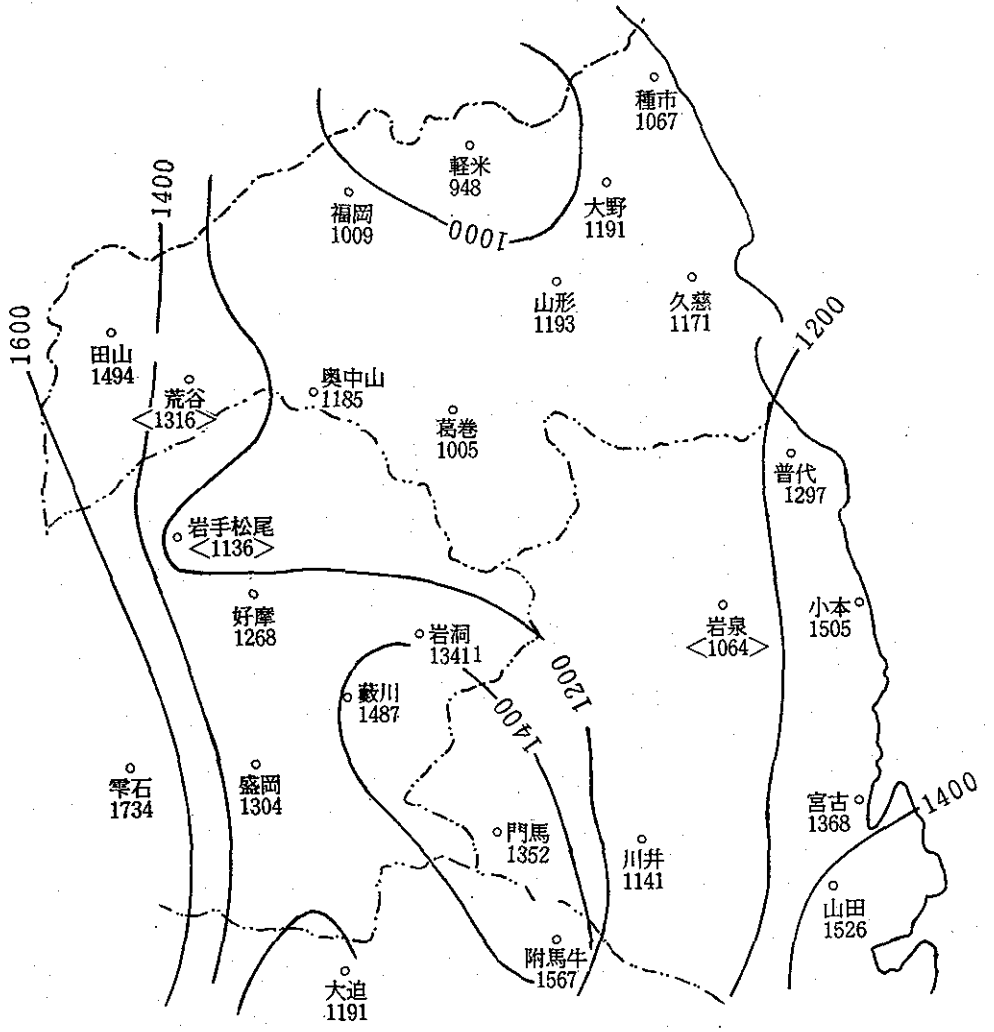 種市
1067
軽米
948
福岡
1009
大野
1191
1000
1400
山形
1193
久慈
1171
1600
1200
田山
1494
荒谷
<1316>
奥中山
1185
葛巻
1005
普代
1297
岩手松尾
<1136>
好摩
1268
岩洞
13411
岩泉
<1064>
小本
1505
薮川
1487
1200
1400
雫石
1734
盛岡
1304
門馬
1352
川井
1141
宮古
1368
1400
山田
1526
附馬牛
1567
大迫
1191